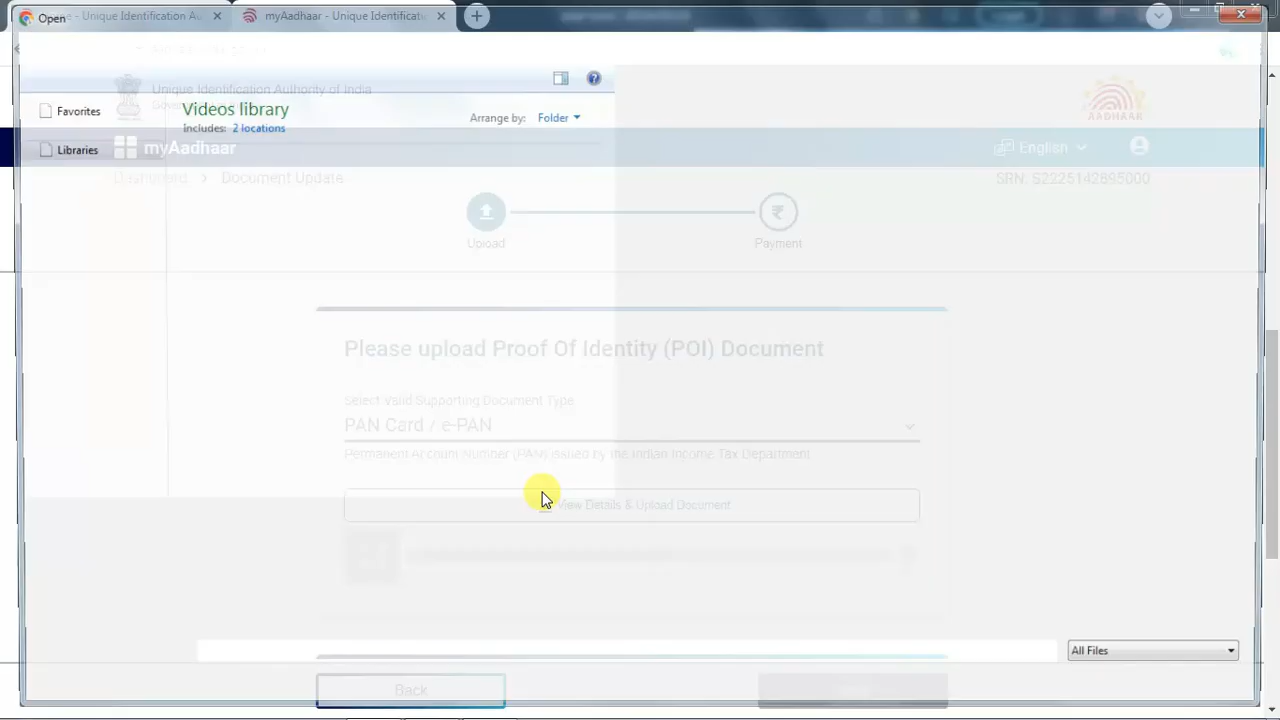 Open
- Unique Identification Au
myAadhaar - Unique Identificati
Unique Identification Authority of India
Favorites
Videos library
Includes: 2 locations
Arrange by: Folder
AADHAAR
Libraries
myAadhaar
English
Dashboard > Document Update
SRN: S2225142895000
Upload
Payment
Please upload Proof Of Identity (POI) Document
Select Valid Supporting Document Type
PAN Card / e-PAN
Permanent Account Number (PAN) issued by the Indian Income Tax Department
View Details & Upload Document
All Files
Back